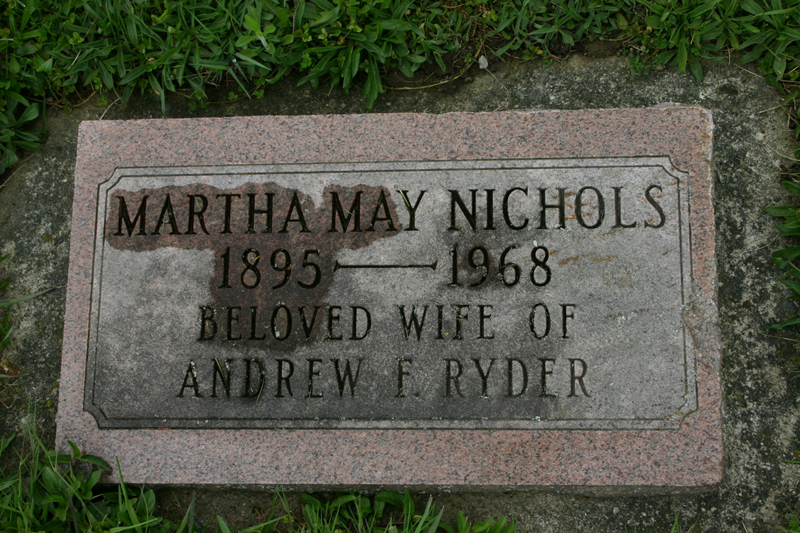 MARTHA MAY NICHOLS
1895 — 1968
BELOVED WIFE OF
ANDREW F. RYDER